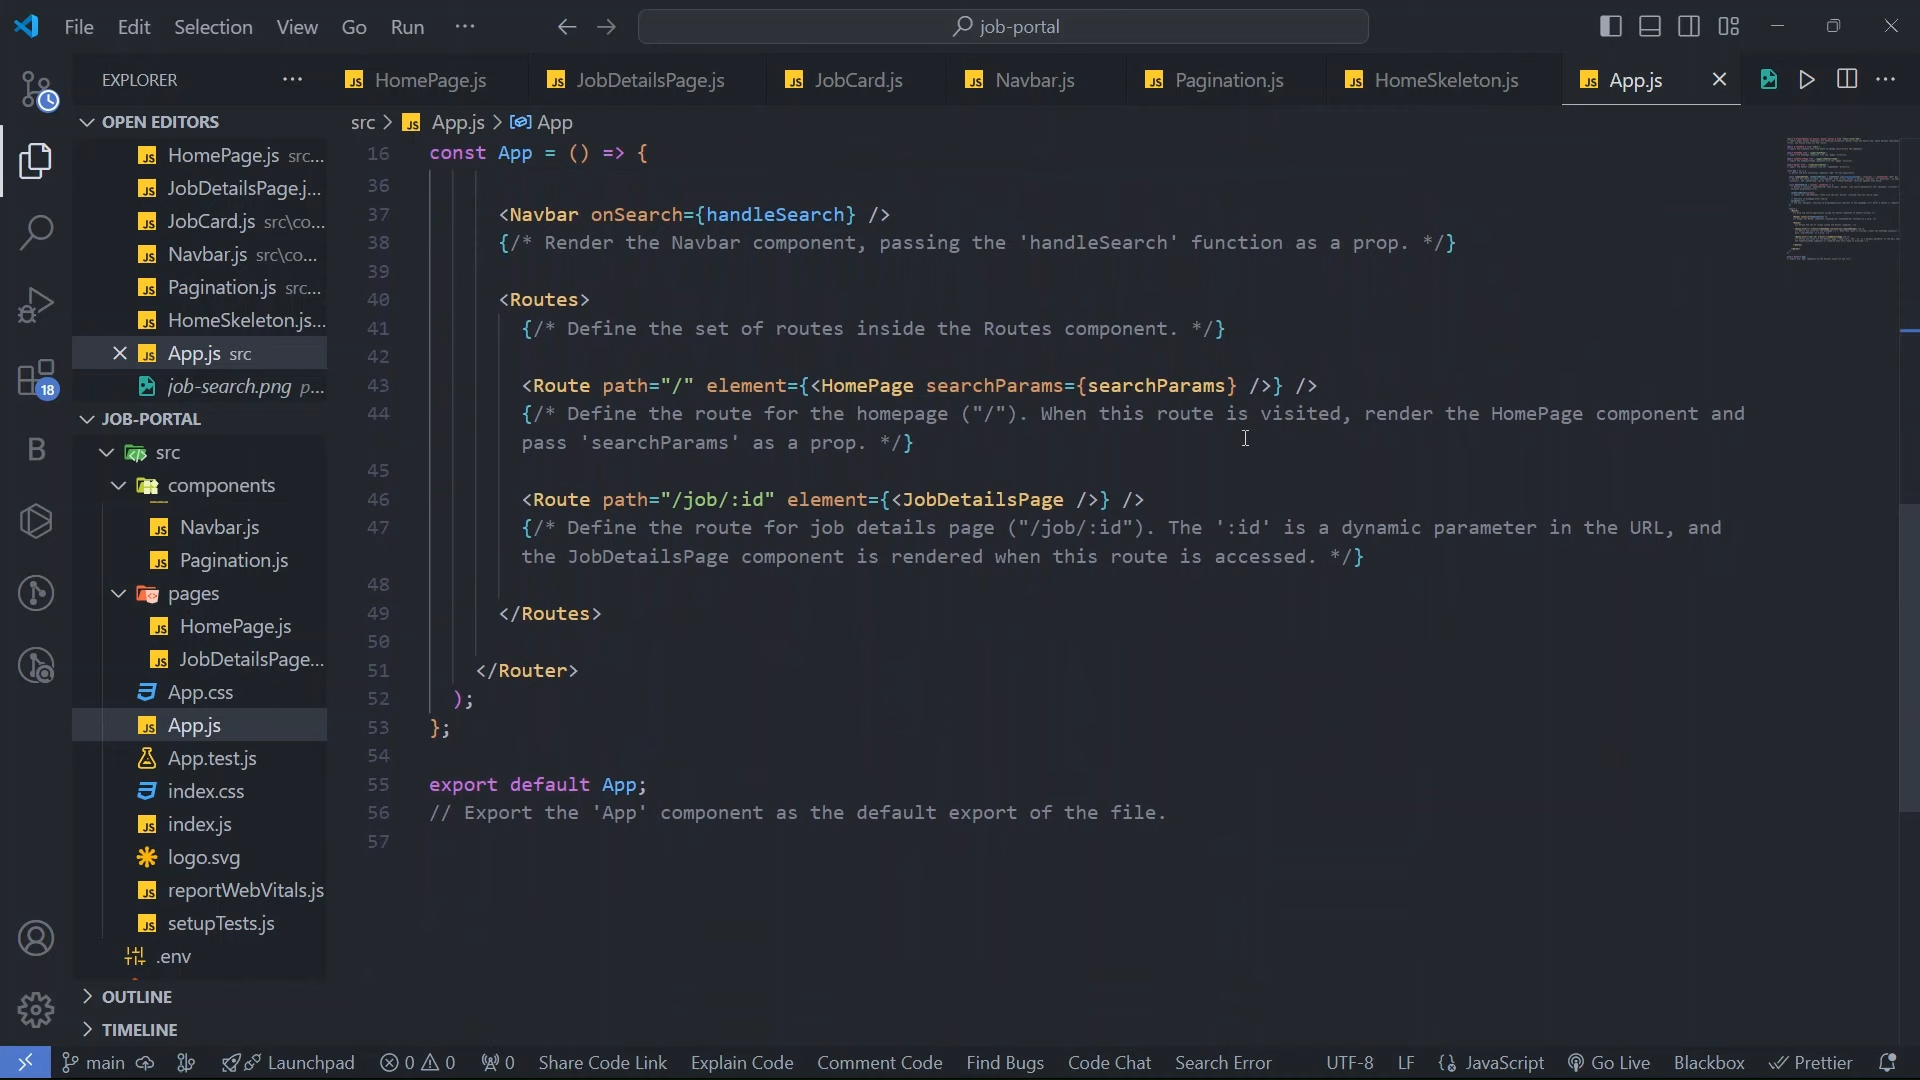 File Edit Selection View Go Run ···
job-portal
EXPLORER ···
HomePage.js JobDetailsPage.js JobCard.js Navbar.js Pagination.js HomeSkeleton.js App.js
src > App.js > App
OPEN EDITORS
HomePage.js src...
JobDetailsPage.j...
JobCard.js src\co...
Navbar.js src\co...
Pagination.js src...
HomeSkeleton.js...
App.js src
job-search.png p...
JOB-PORTAL
src
components
Navbar.js
Pagination.js
pages
HomePage.js
JobDetailsPage...
App.css
App.js
App.test.js
index.css
index.js
logo.svg
reportWebVitals.js
setupTests.js
.env
OUTLINE
TIMELINE
18
B
16 const App = () => {
36
37 <Navbar onSearch={handleSearch} />
38 {/* Render the Navbar component, passing the 'handleSearch' function as a prop. */}
39
40 <Routes>
41 {/* Define the set of routes inside the Routes component. */}
42
43 <Route path="/" element={<HomePage searchParams={searchParams} />} />
44 {/* Define the route for the homepage ("/"). When this route is visited, render the HomePage component and
pass 'searchParams' as a prop. */}
45
46 <Route path="/job/:id" element={<JobDetailsPage />} />
47 {/* Define the route for job details page ("/job/:id"). The ':id' is a dynamic parameter in the URL, and
the JobDetailsPage component is rendered when this route is accessed. */}
48
49 </Routes>
50
51 </Router>
52 );
53 };
54
55 export default App;
56 // Export the 'App' component as the default export of the file.
57
main Launchpad 0 0 0 Share Code Link Explain Code Comment Code Find Bugs Code Chat Search Error UTF-8 LF {} JavaScript Go Live Blackbox Prettier